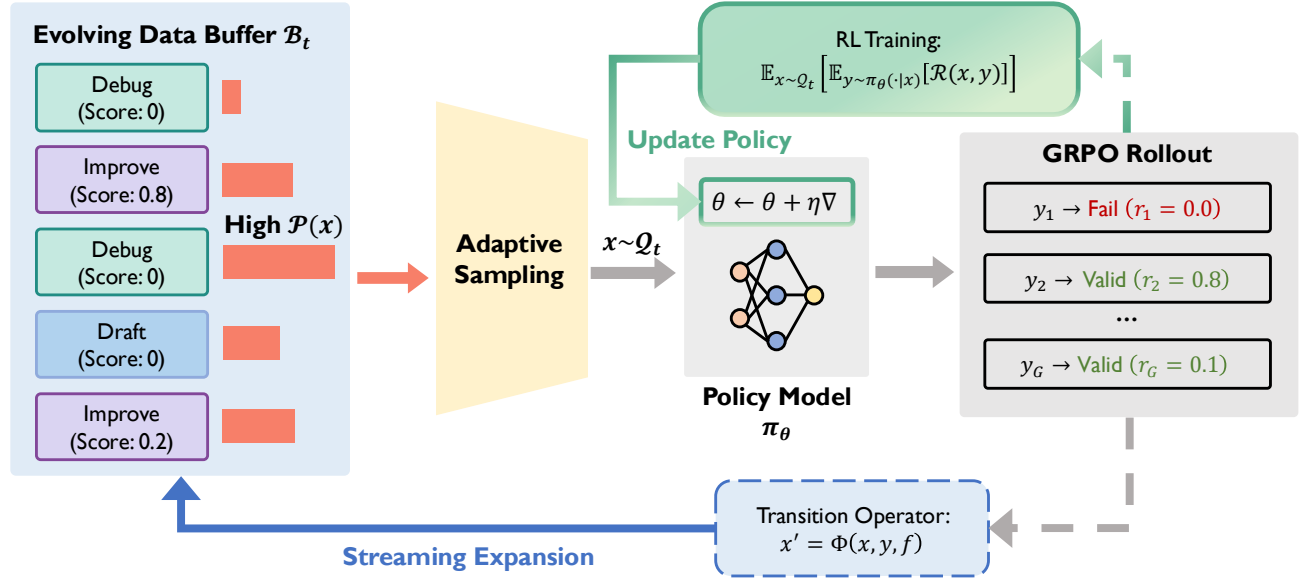 Evolving Data Buffer ℬ_t
Debug
(Score: 0)
Improve
(Score: 0.8)
High 𝒫(x)
Debug
(Score: 0)
Draft
(Score: 0)
Improve
(Score: 0.2)
Adaptive
Sampling
x~𝒬_t
RL Training:
𝔼_{x~𝒬_t}[𝔼_{y~π_θ(·|x)}[ℛ(x, y)]]
Update Policy
θ ← θ + η∇
Policy Model
π_θ
GRPO Rollout
y_1 → Fail (r_1 = 0.0)
y_2 → Valid (r_2 = 0.8)
...
y_G → Valid (r_G = 0.1)
Transition Operator:
x′ = Φ(x, y, f)
Streaming Expansion